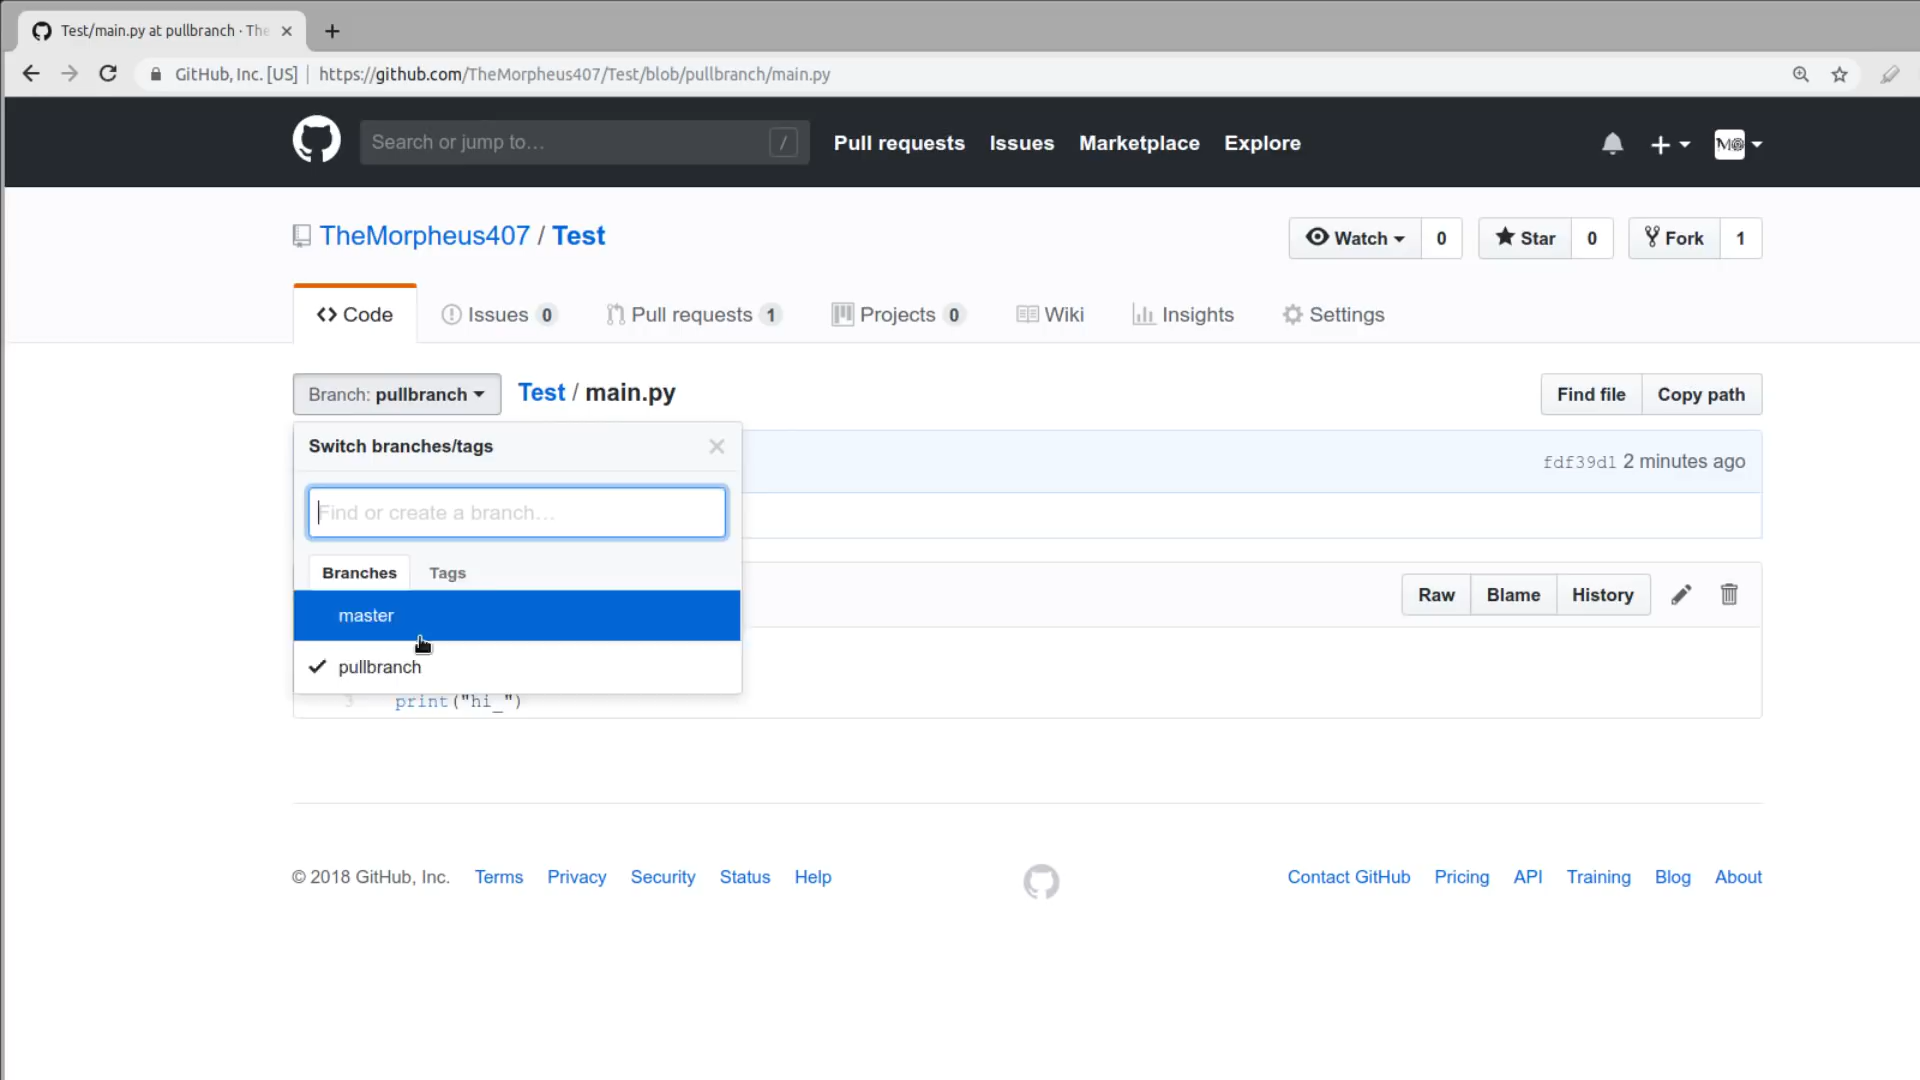 Test/main.py at pullbranch · The
GitHub, Inc. [US] | https://github.com/TheMorpheus407/Test/blob/pullbranch/main.py
Search or jump to… / Pull requests Issues Marketplace Explore M@
TheMorpheus407 / Test Watch 0 Star 0 Fork 1
Code Issues 0 Pull requests 1 Projects 0 Wiki Insights Settings
Branch: pullbranch Test / main.py Find file Copy path
Switch branches/tags
fdf39d1 2 minutes ago
Find or create a branch…
Branches Tags
Raw Blame History
master
pullbranch
3 print("hi_")
© 2018 GitHub, Inc. Terms Privacy Security Status Help Contact GitHub Pricing API Training Blog About